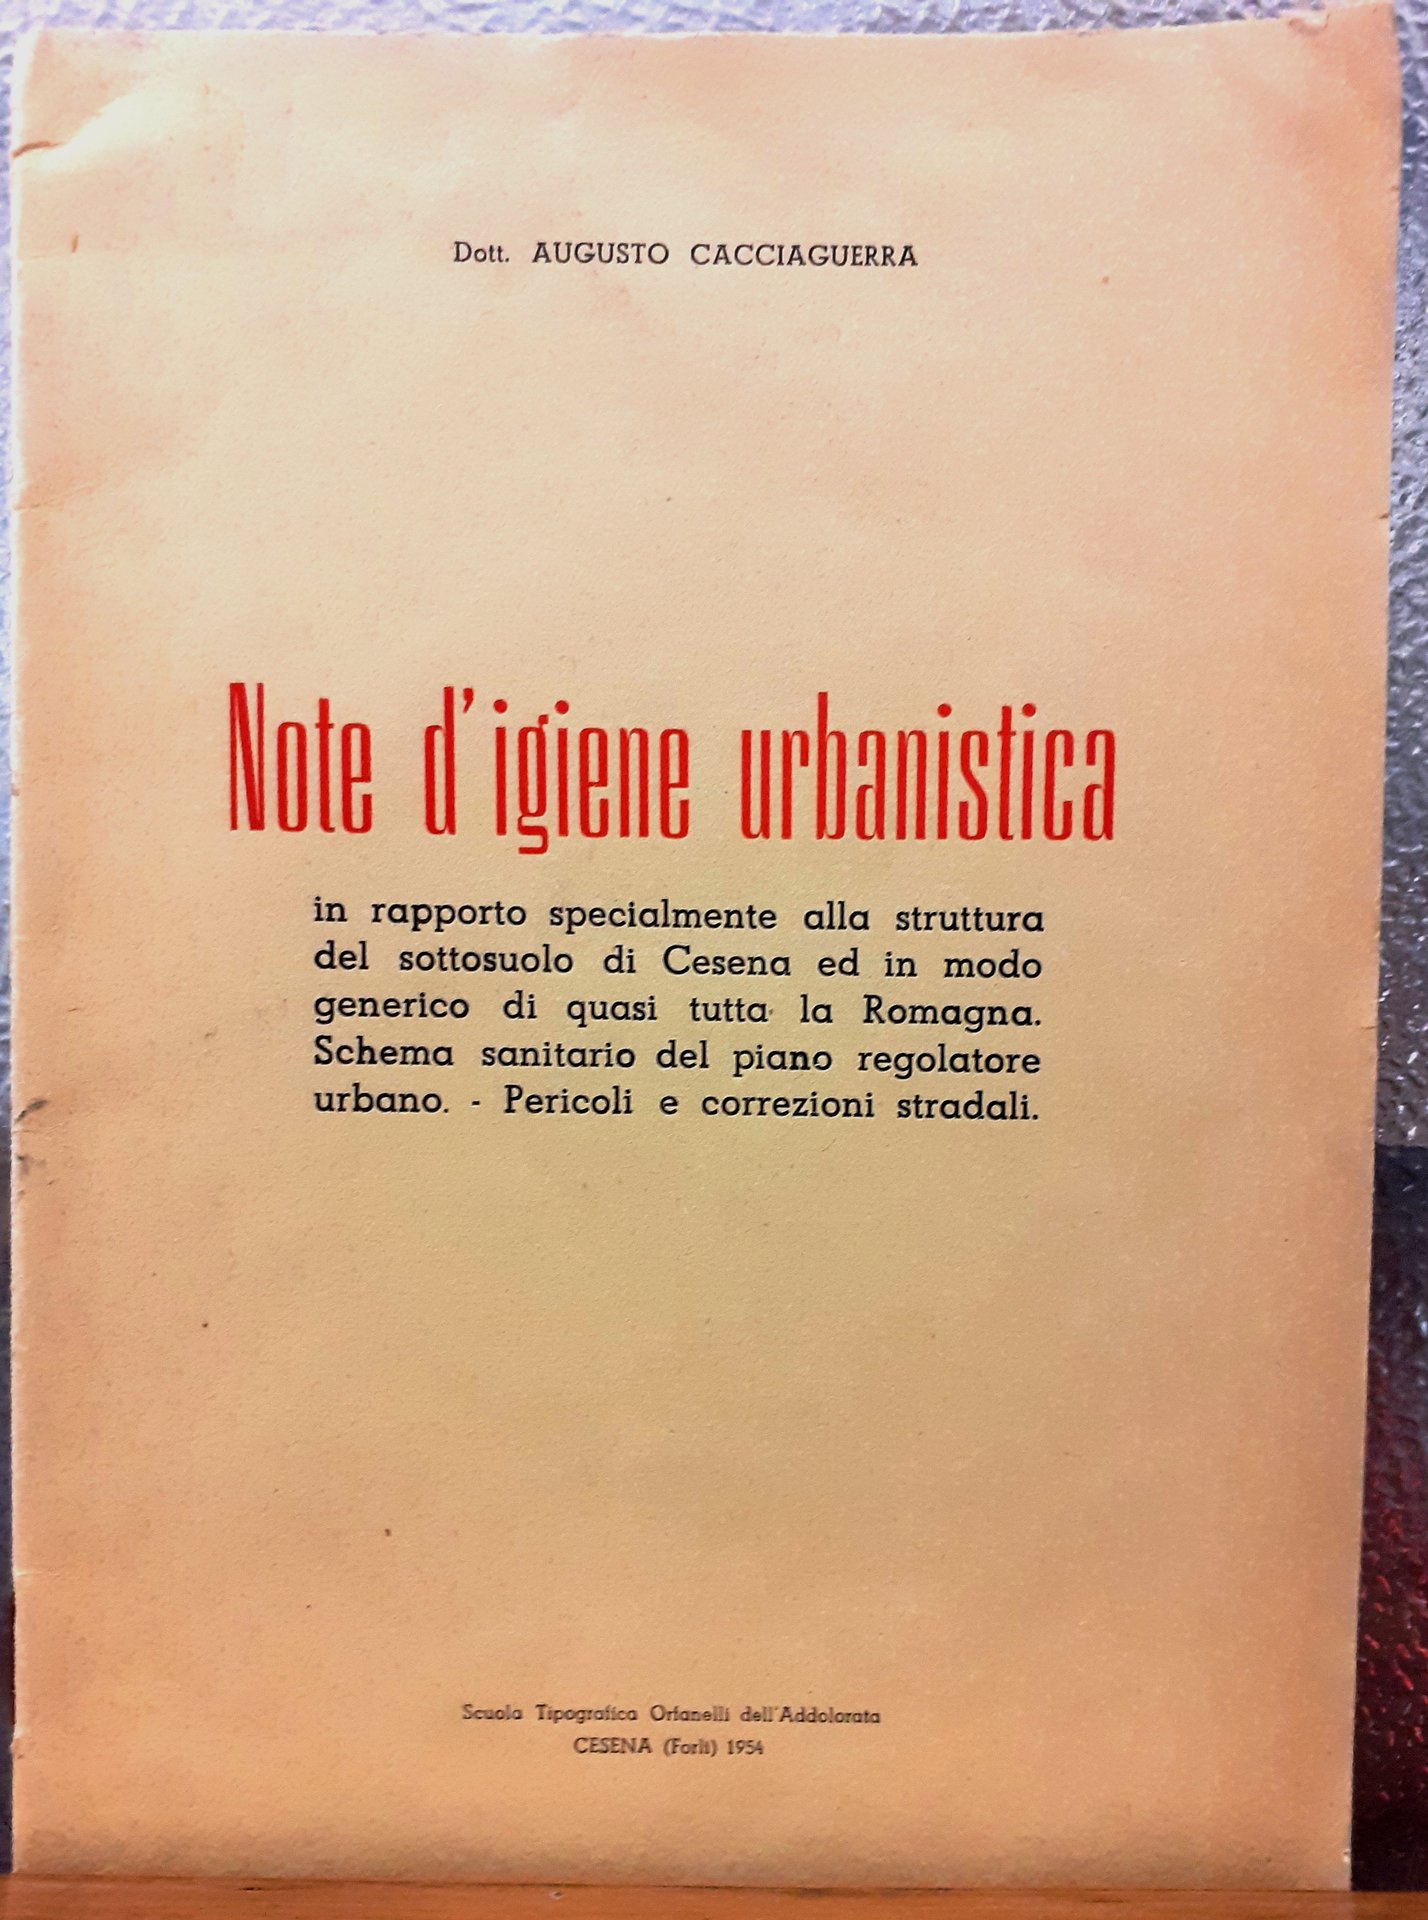 Dott. AUGUSTO CACCIAGUERRA
Note d'igiene urbanistica
in rapporto specialmente alla struttura
del sottosuolo di Cesena ed in modo
generico di quasi tutta la Romagna.
Schema sanitario del piano regolatore
urbano. - Pericoli e correzioni stradali.
Scuola Tipografica Orfanelli dell'Addolorata
CESENA (Forlì) 1954